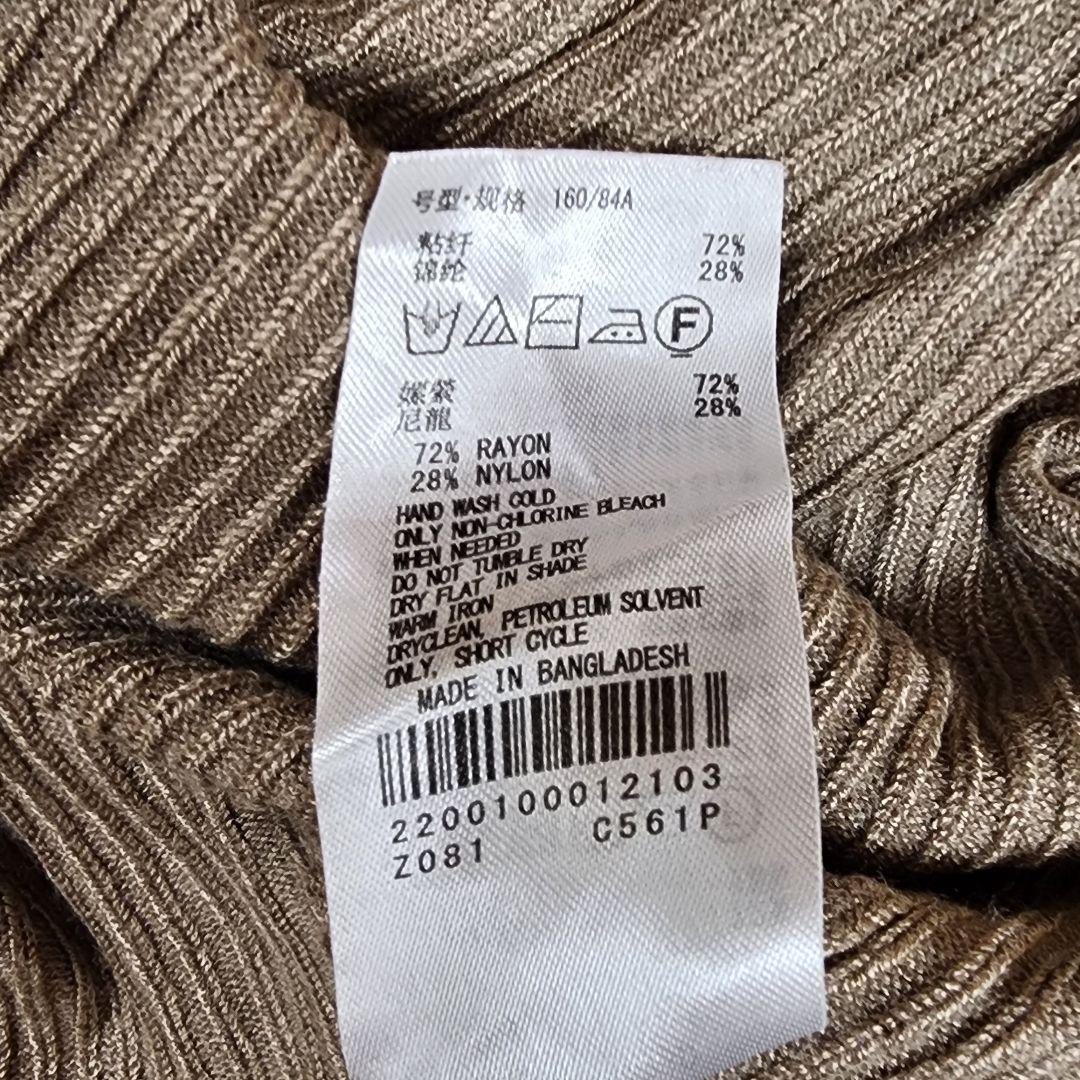 号型·规格 160/84A
粘纤 72%
锦纶 28%
F
嫘縈 72%
尼龍 28%
72% RAYON
28% NYLON
HAND WASH COLD
ONLY NON-CHLORINE BLEACH
WHEN NEEDED
DO NOT TUMBLE DRY
DRY FLAT IN SHADE
WARM IRON
DRYCLEAN, PETROLEUM SOLVENT
ONLY, SHORT CYCLE
MADE IN BANGLADESH
2200100012103
Z081 C561P